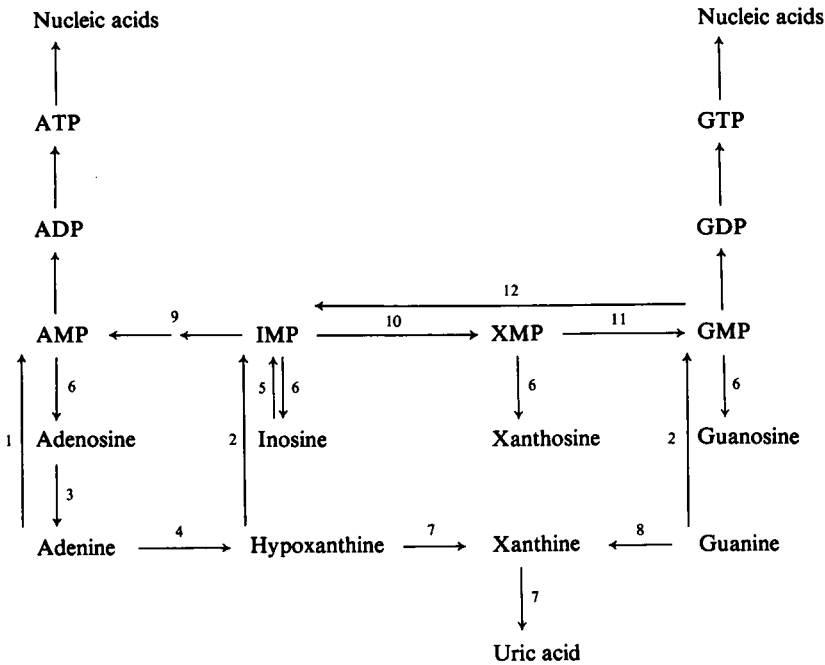 Nucleic acids Nucleic acids
ATP GTP
ADP GDP
12
9 10 11
AMP IMP XMP GMP
6 5 6 6 6
1 Adenosine 2 Inosine Xanthosine 2 Guanosine
3
4 7 8
Adenine Hypoxanthine Xanthine Guanine
7
Uric acid